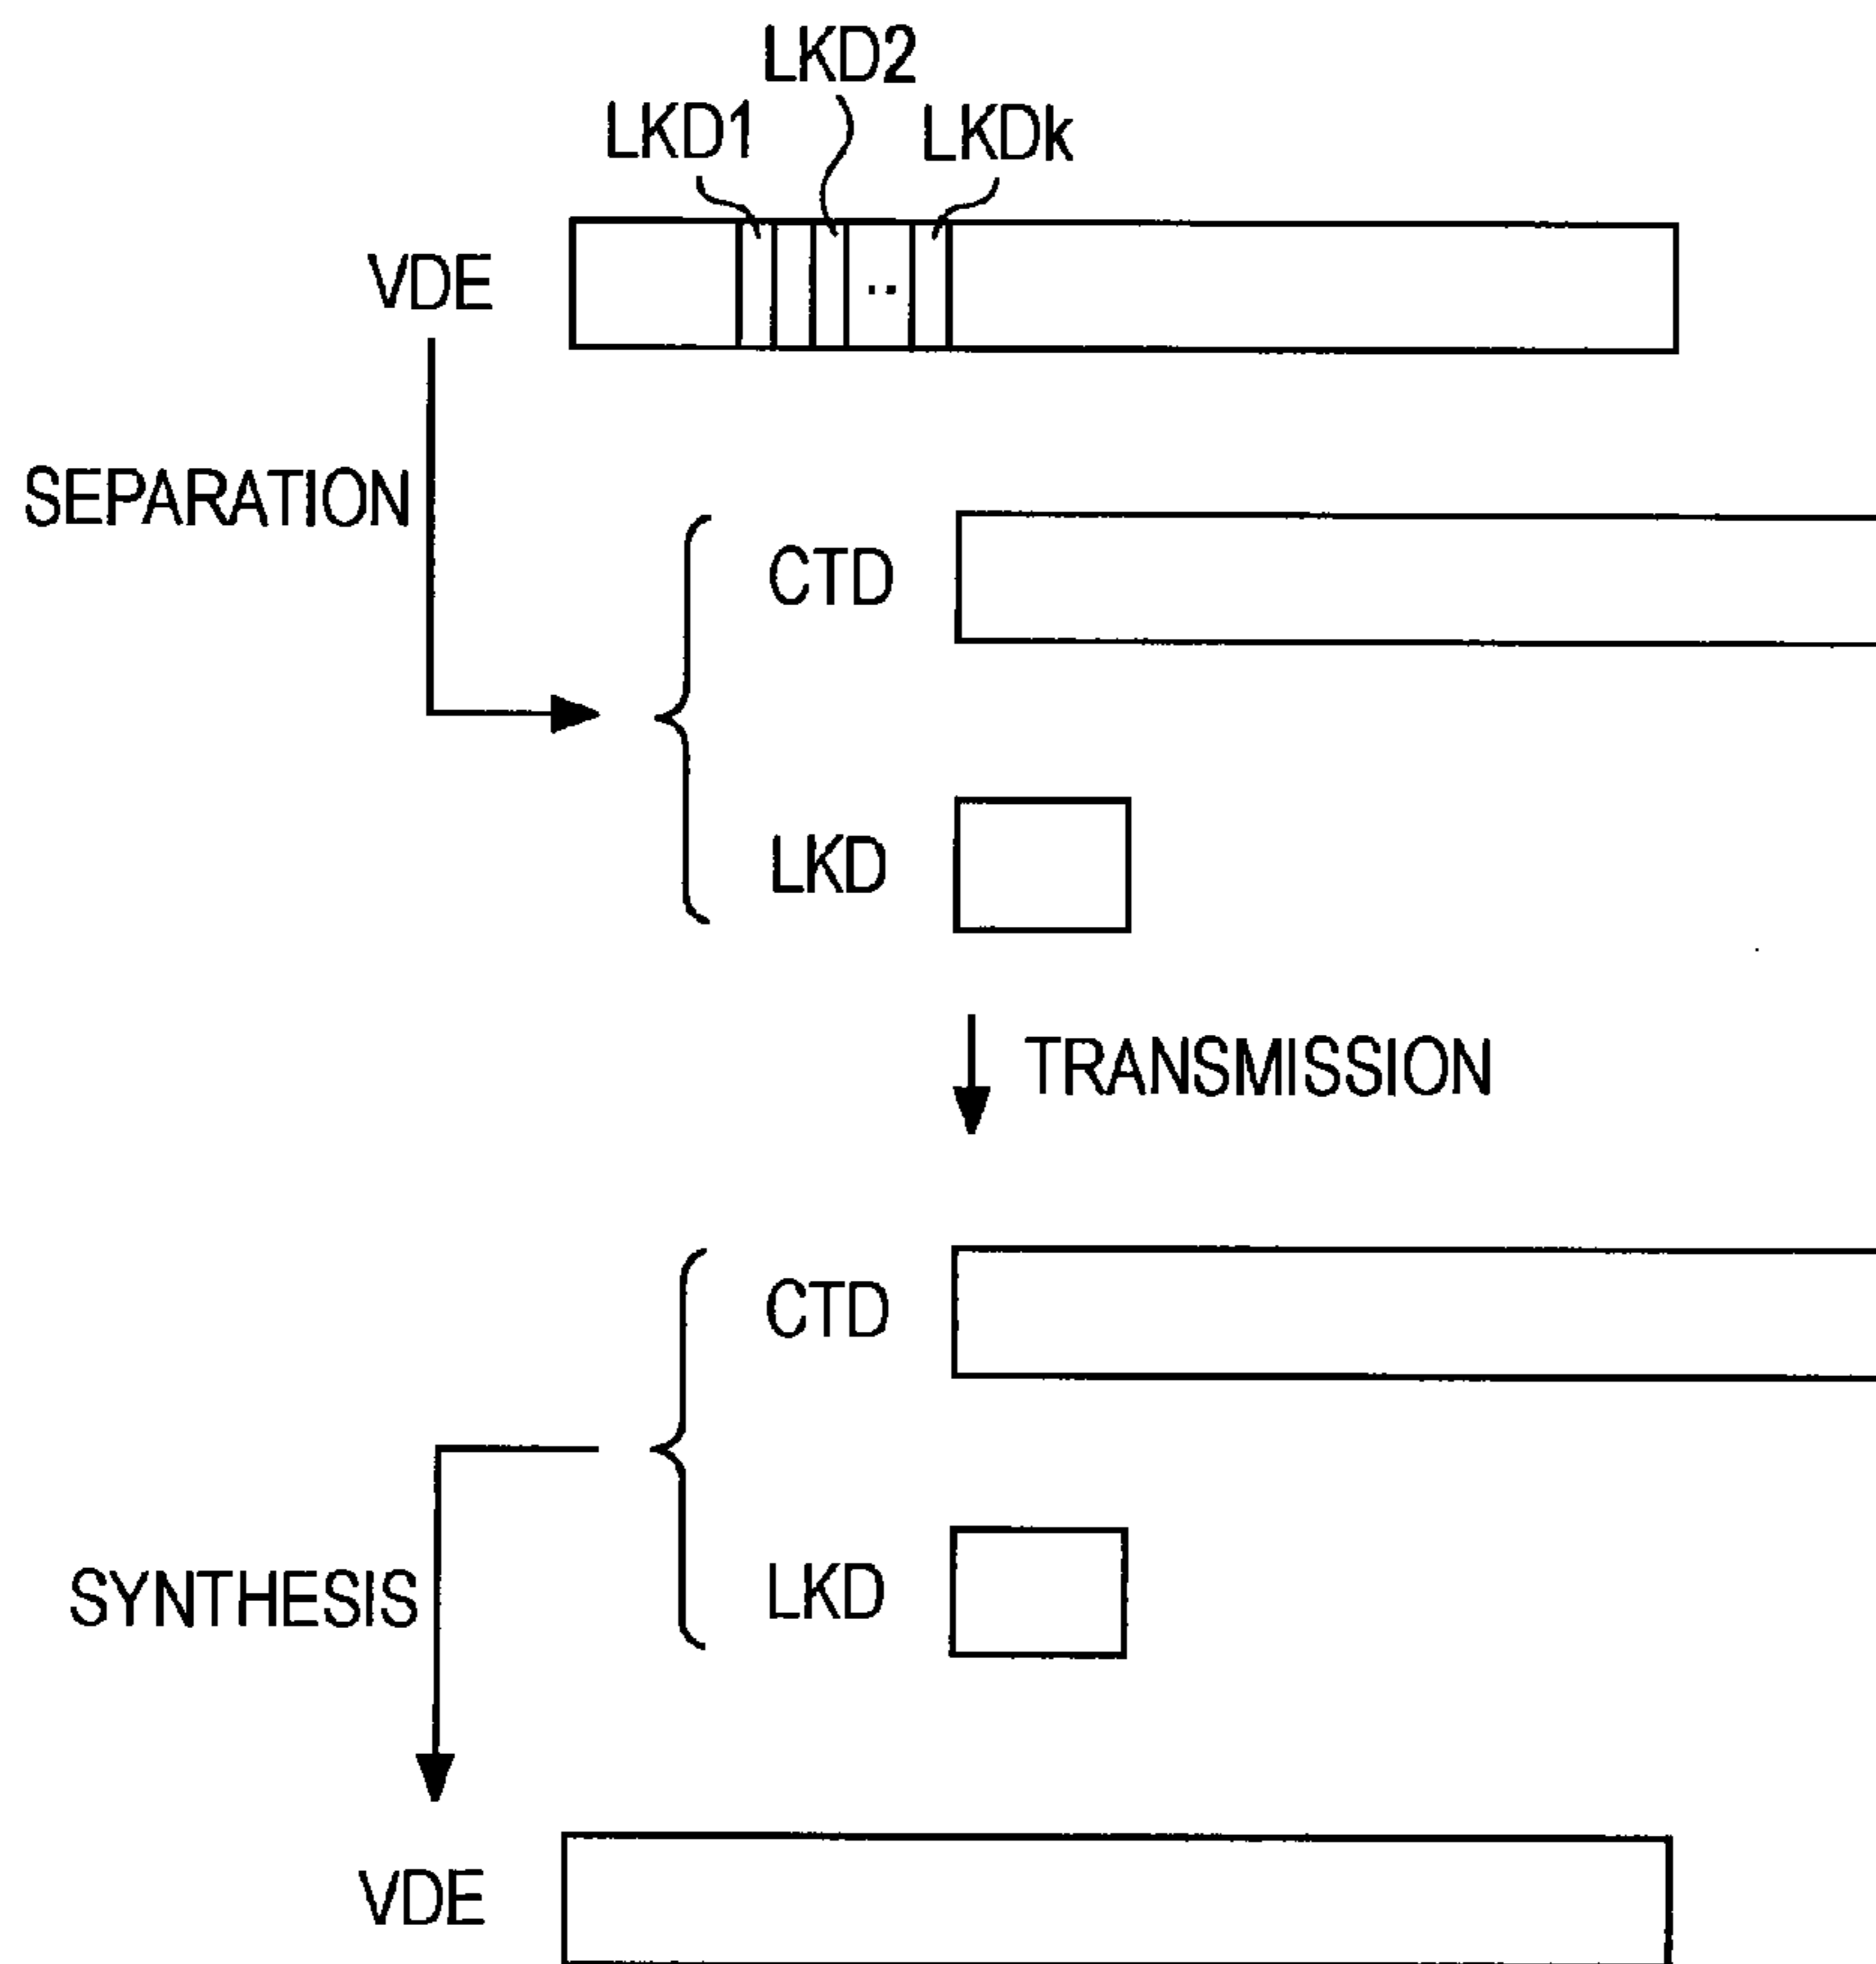 LKD2
LKD1
LKDk
VDE
..
SEPARATION
CTD
LKD
TRANSMISSION
CTD
LKD
SYNTHESIS
VDE